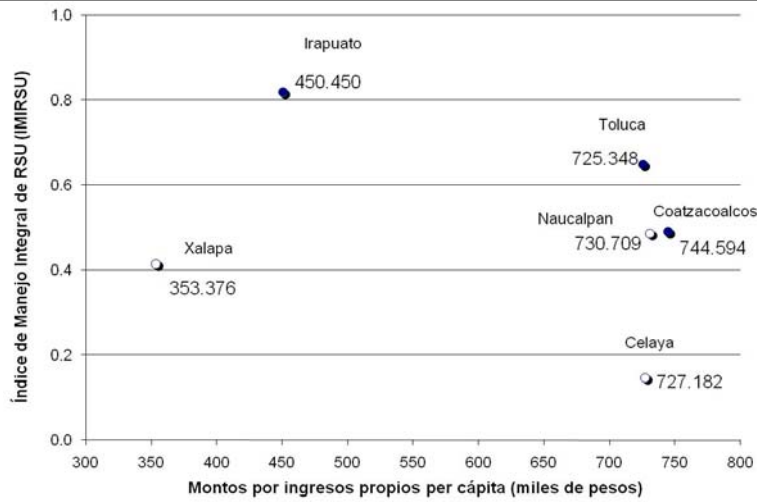 Índice de Manejo Integral de RSU (IMIRSU)
1.0
0.8
0.6
0.4
0.2
0.0
Irapuato
450.450
Toluca
725.348
Naucalpan
730.709
Coatzacoalcos
744.594
Xalapa
353.376
Celaya
727.182
300 350 400 450 500 550 600 650 700 750 800
Montos por ingresos propios per cápita (miles de pesos)